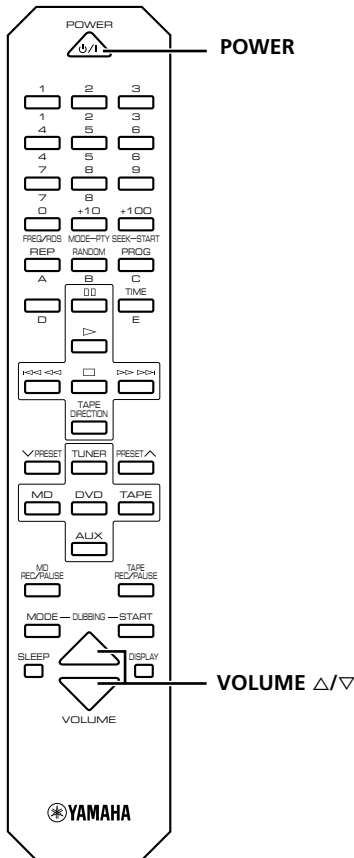 POWER
⏻/I
POWER
1 2 3
1 2 3
4 5 6
4 5 6
7 8 9
7 8
0 +10 +100
FREQ/RDS MODE—PTY SEEK—START
REP RANDOM PROG
A B C
TIME
D E
TAPE
DIRECTION
PRESET TUNER PRESET
MD DVD TAPE
AUX
MD
REC/PAUSE
TAPE
REC/PAUSE
MODE — DUBBING — START
SLEEP DISPLAY
VOLUME △/▽
VOLUME
YAMAHA